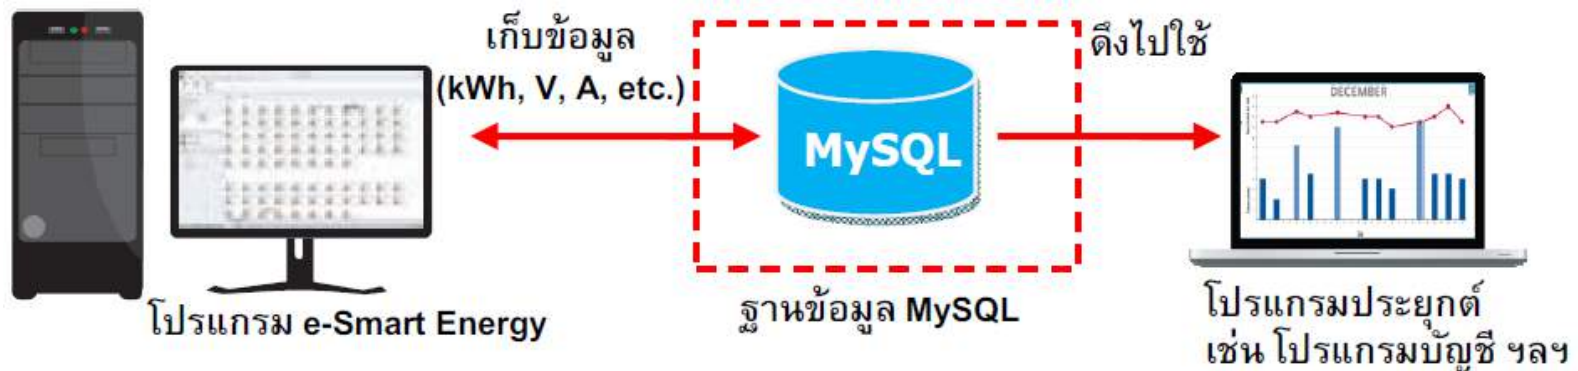 เก็บข้อมูล
(kWh, V, A, etc.)
ดึงไปใช้
DECEMBER
MySQL
โปรแกรม e-Smart Energy
ฐานข้อมูล MySQL
โปรแกรมประยุกต์
เช่น โปรแกรมบัญชี ฯลฯ